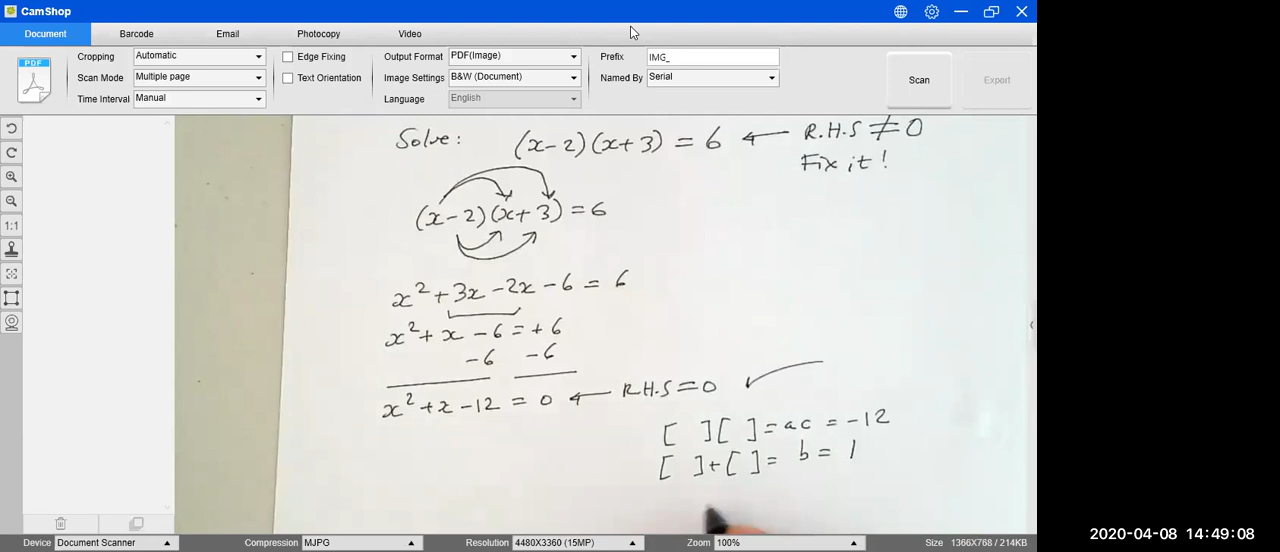 CamShop
Document Barcode Email Photocopy Video
PDF Cropping Automatic Edge Fixing Output Format PDF(Image) Prefix IMG_
Scan Mode Multiple page Text Orientation Image Settings B&W (Document) Named By Serial Scan Export
Time Interval Manual Language English
1:1
Solve: (x-2)(x+3) = 6 ← R.H.S ≠ 0
Fix it!
(x-2)(x+3) = 6
x² + 3x - 2x - 6 = 6
x² + x - 6 = + 6
-6 -6
x² + x - 12 = 0 ← R.H.S = 0 ✓
[ ][ ] = ac = -12
[ ]+[ ] = b = 1
Device Document Scanner Compression MJPG Resolution 4480X3360 (15MP) Zoom 100% Size 1366X768 / 214KB
2020-04-08 14:49:08